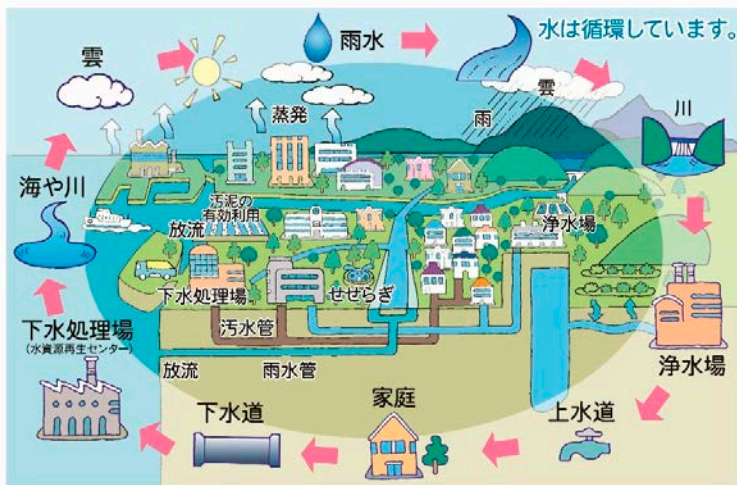 水は循環しています。
雲
雨水
雲
雨
川
蒸発
海や川
汚泥の
有効利用
放流
浄水場
下水処理場
せせらぎ
汚水管
放流
雨水管
下水処理場
(水資源再生センター)
浄水場
下水道
家庭
上水道